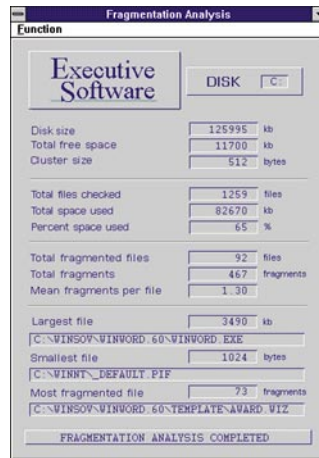 Fragmentation Analysis
Function
Executive
Software
DISK C:
Disk size 125995 kb
Total free space 11700 kb
Cluster size 512 bytes
Total files checked 1259 files
Total space used 82670 kb
Percent space used 65 %
Total fragmented files 92 files
Total fragments 467 fragments
Mean fragments per file 1.30
Largest file 3490 kb
C:\WINSOV\WINWORD.60\WINWORD.EXE
Smallest file 1024 bytes
C:\WINNT\_DEFAULT.PIF
Most fragmented file 73 fragments
C:\WINSOV\WINWORD.60\TEMPLATE\AWARD.WIZ
FRAGMENTATION ANALYSIS COMPLETED